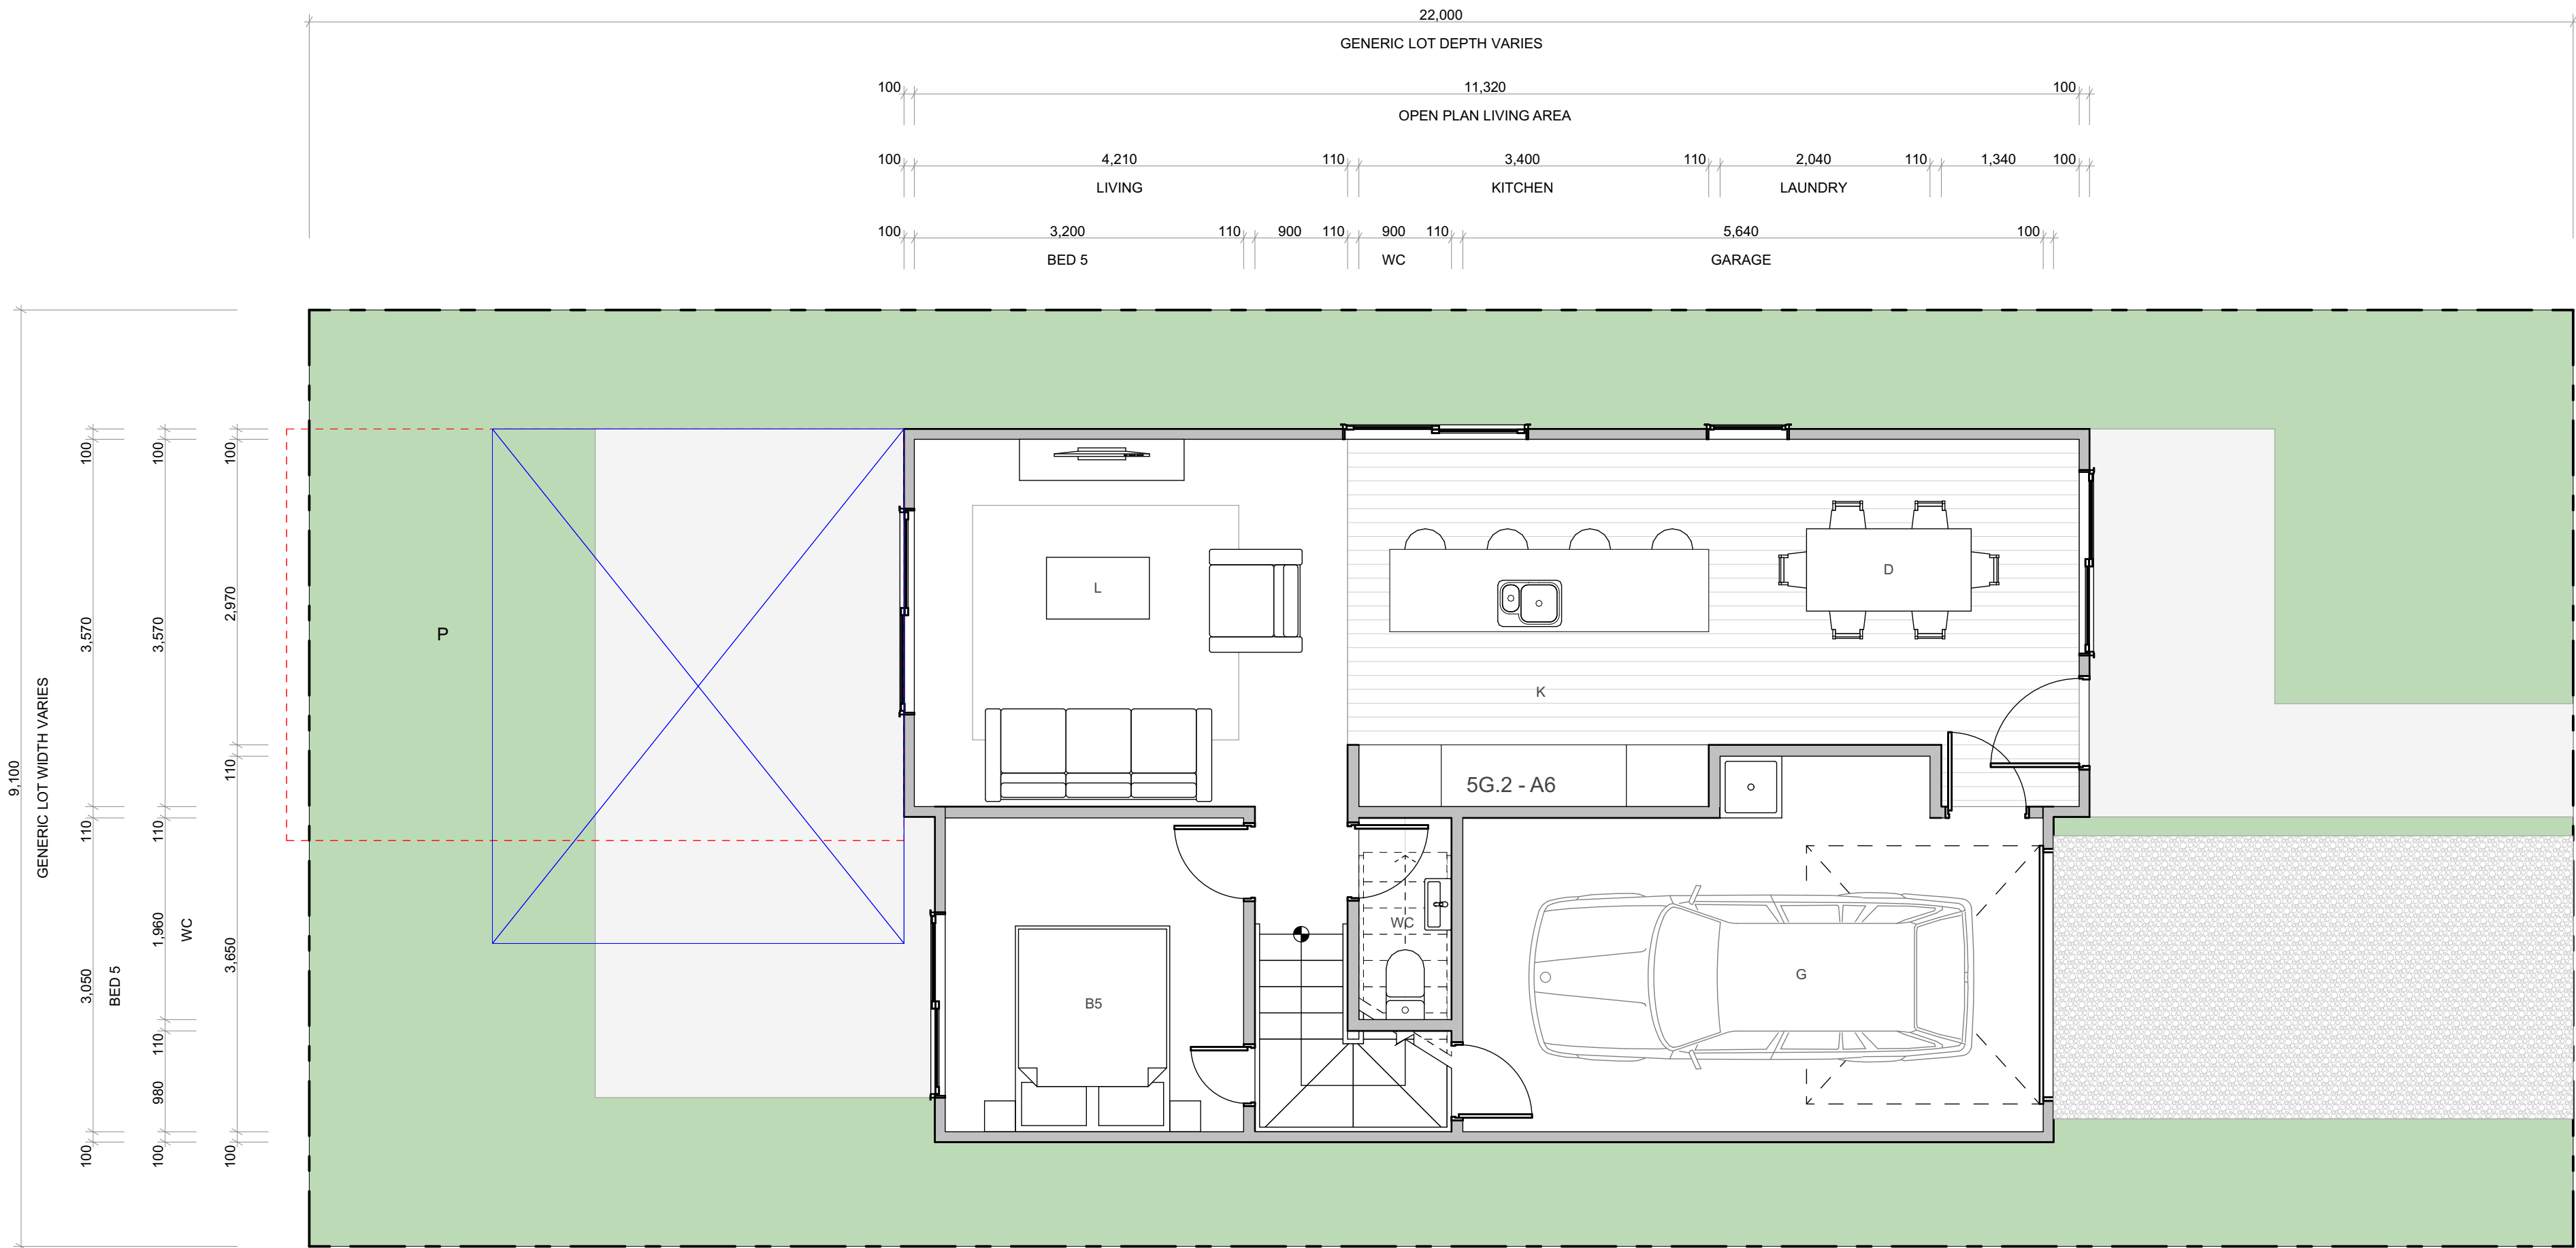 22,000
GENERIC LOT DEPTH VARIES
100 11,320 100
OPEN PLAN LIVING AREA
100 4,210 110 3,400 110 2,040 110 1,340 100
LIVING KITCHEN LAUNDRY
100 3,200 110 900 110 900 110 5,640 100
BED 5 WC GARAGE
9,100
GENERIC LOT WIDTH VARIES
100 3,570 110 3,050 100
BED 5
100 3,570 110 1,960 110 980 100
WC
100 2,970 110 3,650 100
P
L
D
K
5G.2 - A6
WC
B5
G